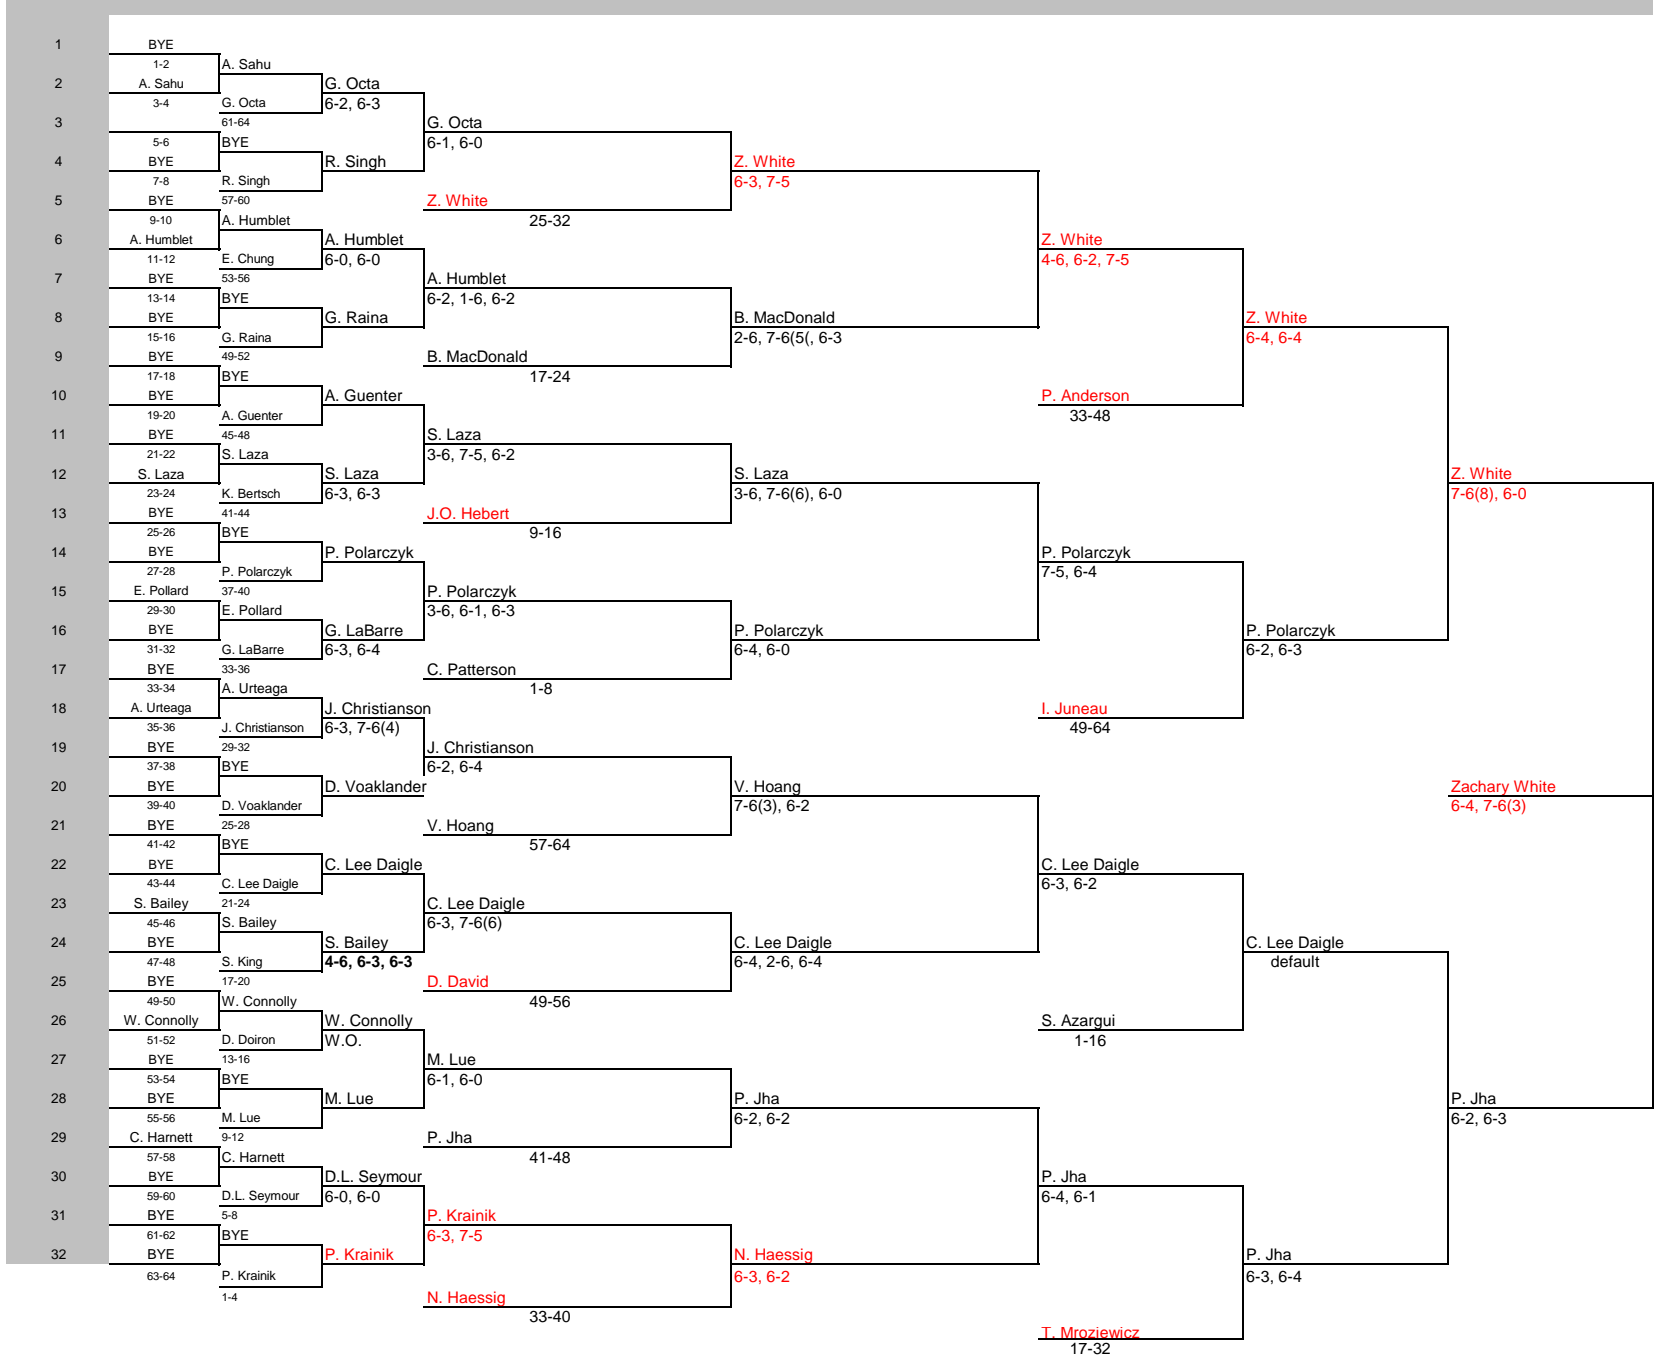 1 BYE
1-2 A. Sahu
2 A. Sahu G. Octa
3-4 G. Octa 6-2, 6-3
3 61-64 G. Octa
5-6 BYE 6-1, 6-0
4 BYE R. Singh Z. White
7-8 R. Singh 6-3, 7-5
5 BYE 57-60 Z. White
9-10 A. Humblet 25-32
6 A. Humblet A. Humblet Z. White
11-12 E. Chung 6-0, 6-0 4-6, 6-2, 7-5
7 BYE 53-56 A. Humblet
13-14 BYE 6-2, 1-6, 6-2
8 BYE G. Raina B. MacDonald Z. White
15-16 G. Raina 2-6, 7-6(5(, 6-3 6-4, 6-4
9 BYE 49-52 B. MacDonald
17-18 BYE 17-24
10 BYE A. Guenter P. Anderson
19-20 A. Guenter 33-48
11 BYE 45-48 S. Laza
21-22 S. Laza 3-6, 7-5, 6-2
12 S. Laza S. Laza S. Laza Z. White
23-24 K. Bertsch 6-3, 6-3 3-6, 7-6(6), 6-0 7-6(8), 6-0
13 BYE 41-44 J.O. Hebert
25-26 BYE 9-16
14 BYE P. Polarczyk P. Polarczyk
27-28 P. Polarczyk 7-5, 6-4
15 E. Pollard 37-40 P. Polarczyk
29-30 E. Pollard 3-6, 6-1, 6-3
16 BYE G. LaBarre P. Polarczyk P. Polarczyk
31-32 G. LaBarre 6-3, 6-4 6-4, 6-0 6-2, 6-3
17 BYE 33-36 C. Patterson
33-34 A. Urteaga 1-8
18 A. Urteaga J. Christianson I. Juneau
35-36 J. Christianson 6-3, 7-6(4) 49-64
19 BYE 29-32 J. Christianson
37-38 BYE 6-2, 6-4
20 BYE D. Voaklander V. Hoang Zachary White
39-40 D. Voaklander 7-6(3), 6-2 6-4, 7-6(3)
21 BYE 25-28 V. Hoang
41-42 BYE 57-64
22 BYE C. Lee Daigle C. Lee Daigle
43-44 C. Lee Daigle 6-3, 6-2
23 S. Bailey 21-24 C. Lee Daigle
45-46 S. Bailey 6-3, 7-6(6)
24 BYE S. Bailey C. Lee Daigle C. Lee Daigle
47-48 S. King 4-6, 6-3, 6-3 6-4, 2-6, 6-4 default
25 BYE 17-20 D. David
49-50 W. Connolly 49-56
26 W. Connolly W. Connolly S. Azargui
51-52 D. Doiron W.O. 1-16
27 BYE 13-16 M. Lue
53-54 BYE 6-1, 6-0
28 BYE M. Lue P. Jha P. Jha
55-56 M. Lue 6-2, 6-2 6-2, 6-3
29 C. Harnett 9-12 P. Jha
57-58 C. Harnett 41-48
30 BYE D.L. Seymour P. Jha
59-60 D.L. Seymour 6-0, 6-0 6-4, 6-1
31 BYE 5-8 P. Krainik
61-62 BYE 6-3, 7-5
32 BYE P. Krainik N. Haessig P. Jha
63-64 P. Krainik 6-3, 6-2 6-3, 6-4
1-4 N. Haessig
33-40
T. Mroziewicz
17-32